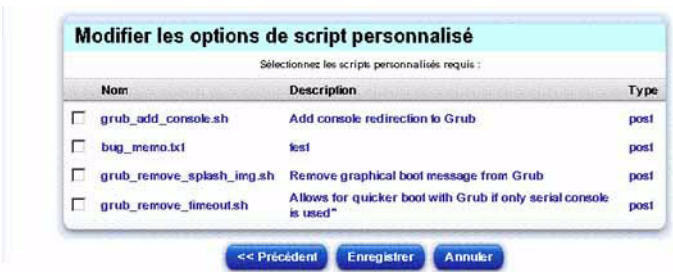 Modifier les options de script personnalisé
Sélectionnez les scripts personnalisés requis :
Nom Description Type
grub_add_console.sh Add console redirection to Grub post
bug_memo.txt test post
grub_remove_splash_img.sh Remove graphical boot message from Grub post
grub_remove_timeout.sh Allows for quicker boot with Grub if only serial console is used" post
<< Précédent Enregistrer Annuler